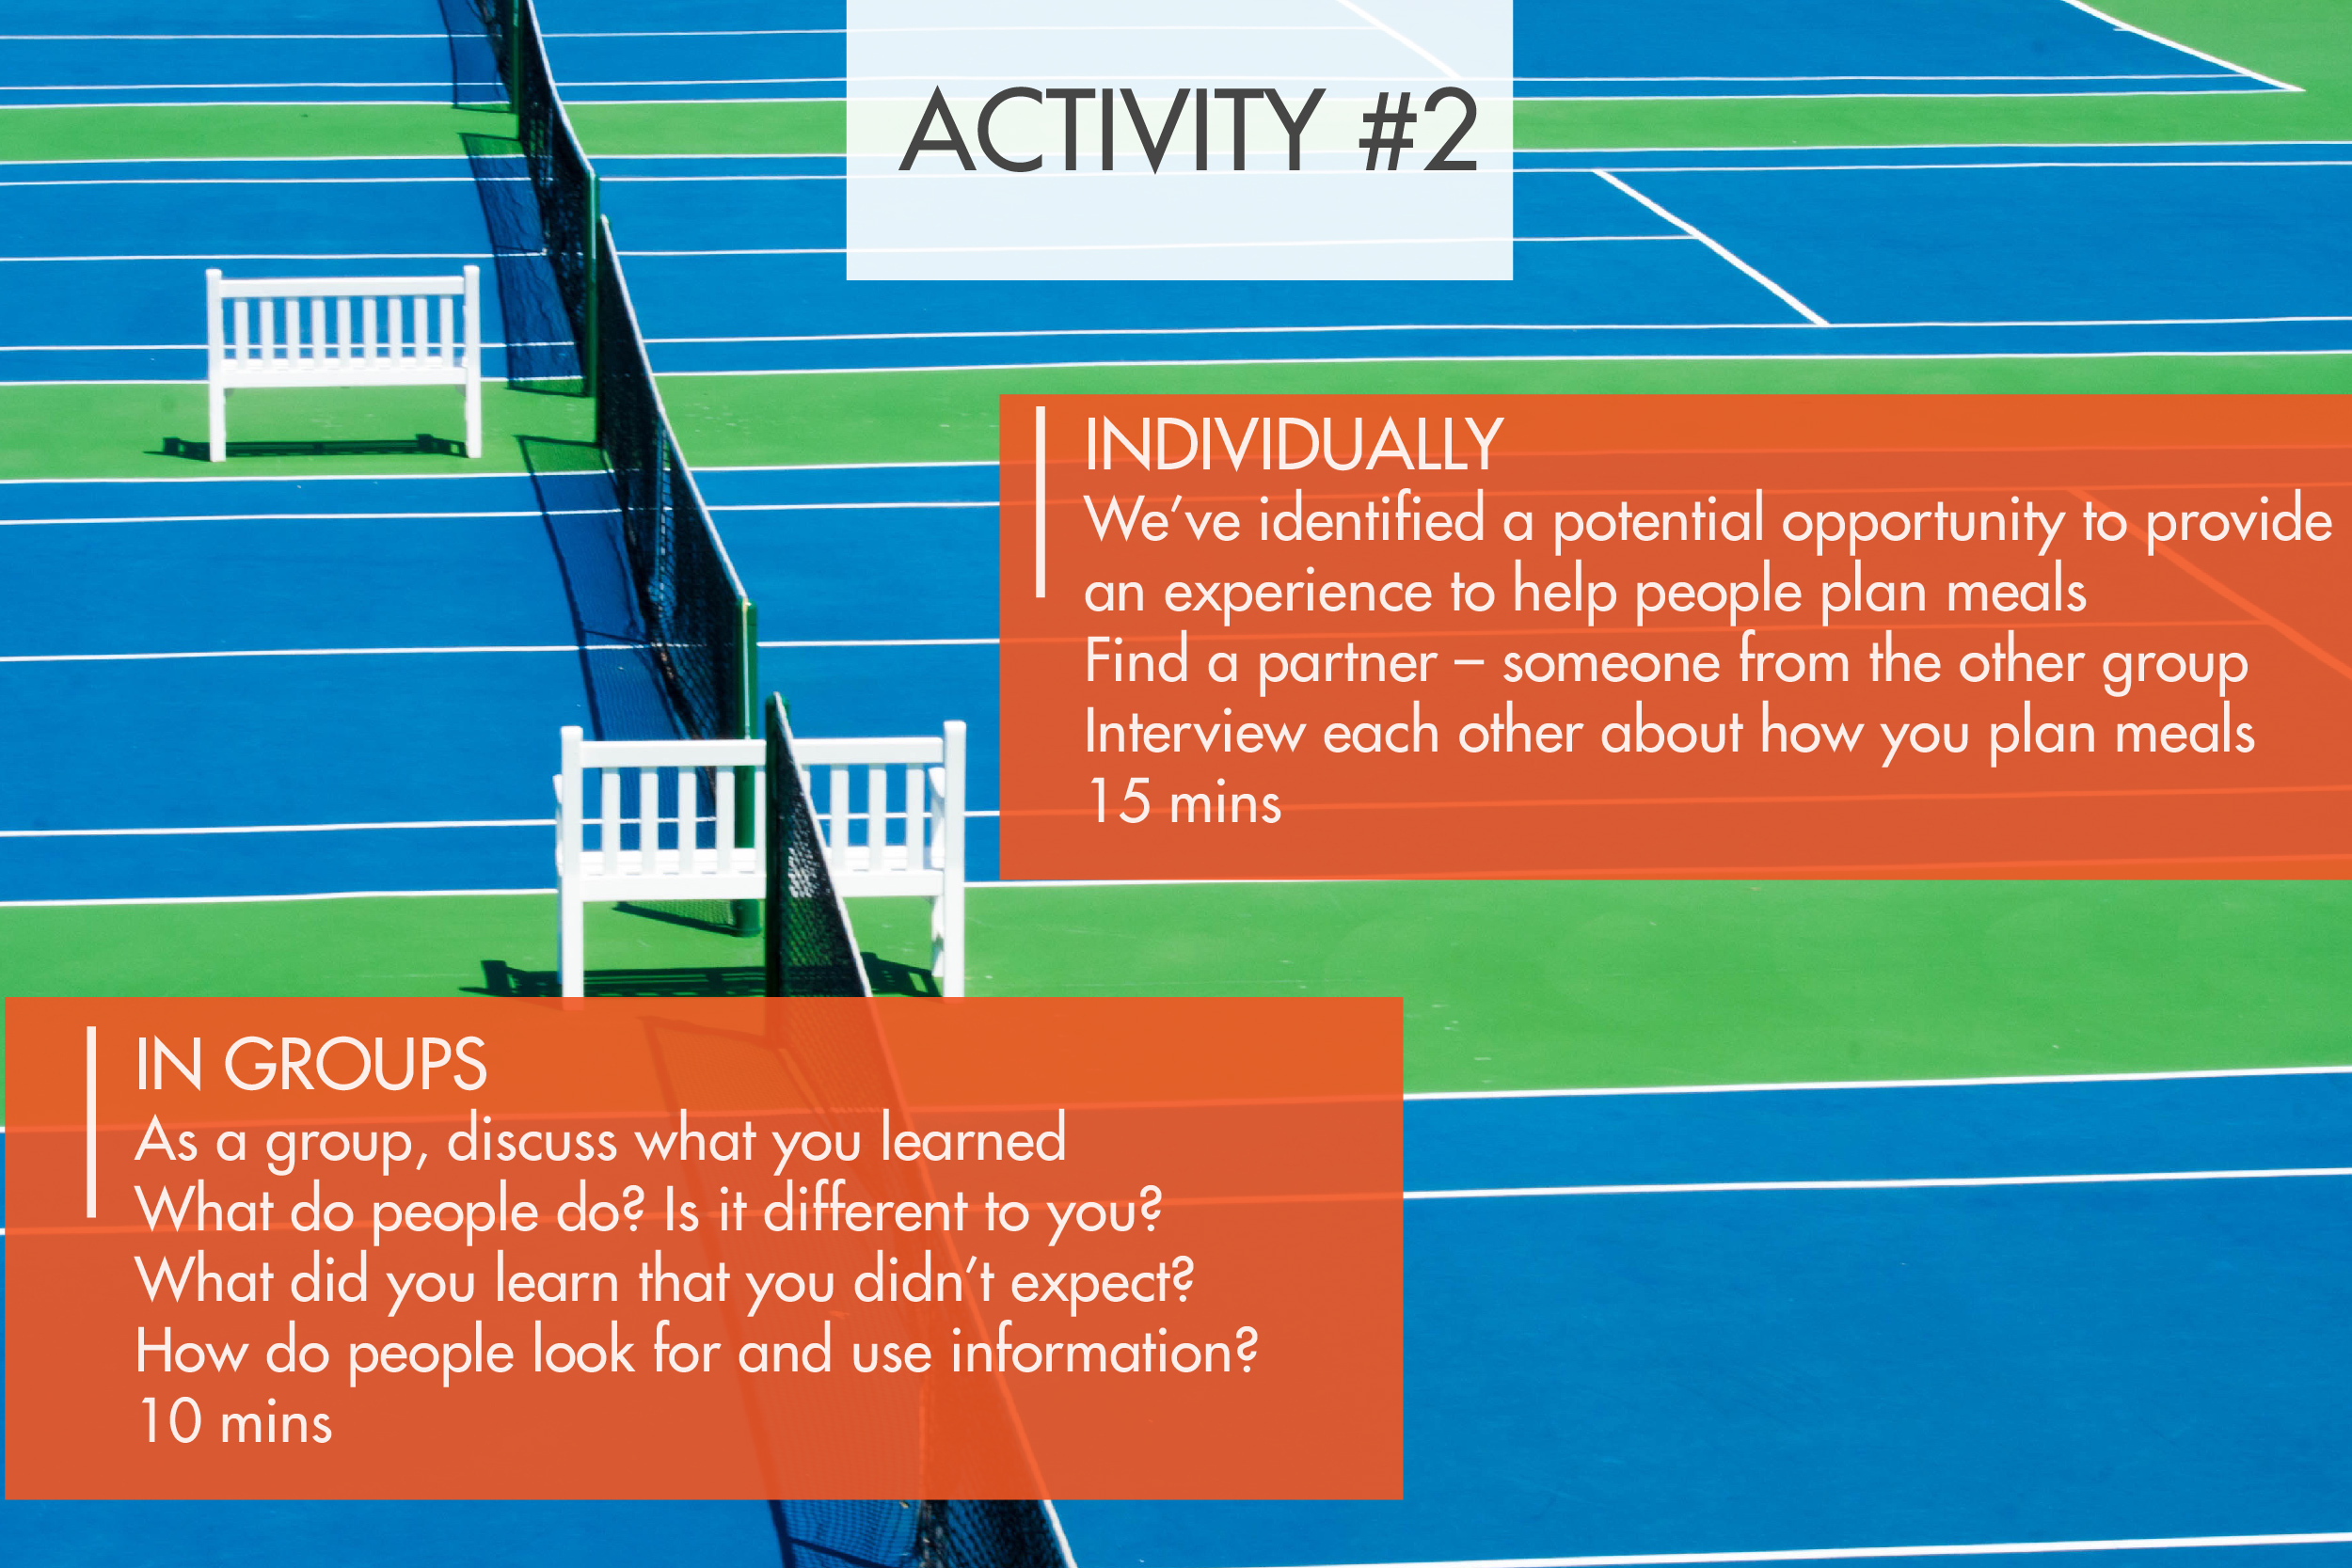 ACTIVITY #2
INDIVIDUALLY
We’ve identified a potential opportunity to provide
an experience to help people plan meals
Find a partner – someone from the other group
Interview each other about how you plan meals
15 mins
IN GROUPS
As a group, discuss what you learned
What do people do? Is it different to you?
What did you learn that you didn’t expect?
How do people look for and use information?
10 mins